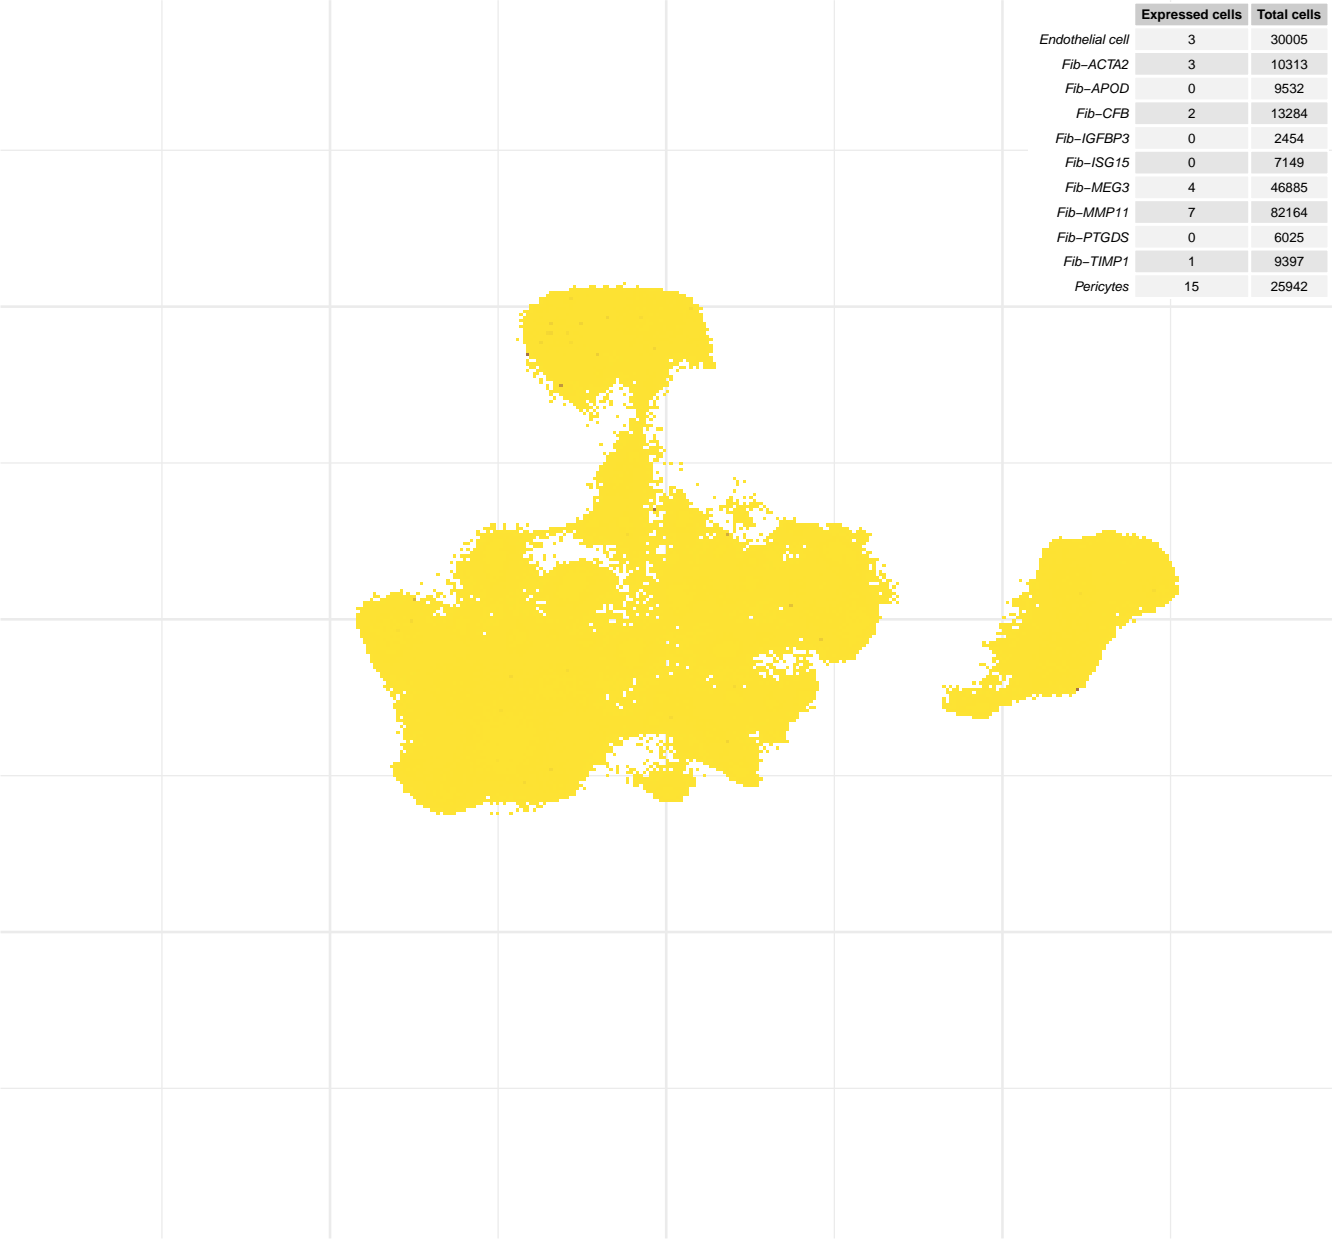 Expressed cells Total cells
Endothelial cell 3 30005
Fib−ACTA2 3 10313
Fib−APOD 0 9532
Fib−CFB 2 13284
Fib−IGFBP3 0 2454
Fib−ISG15 0 7149
Fib−MEG3 4 46885
Fib−MMP11 7 82164
Fib−PTGDS 0 6025
Fib−TIMP1 1 9397
Pericytes 15 25942